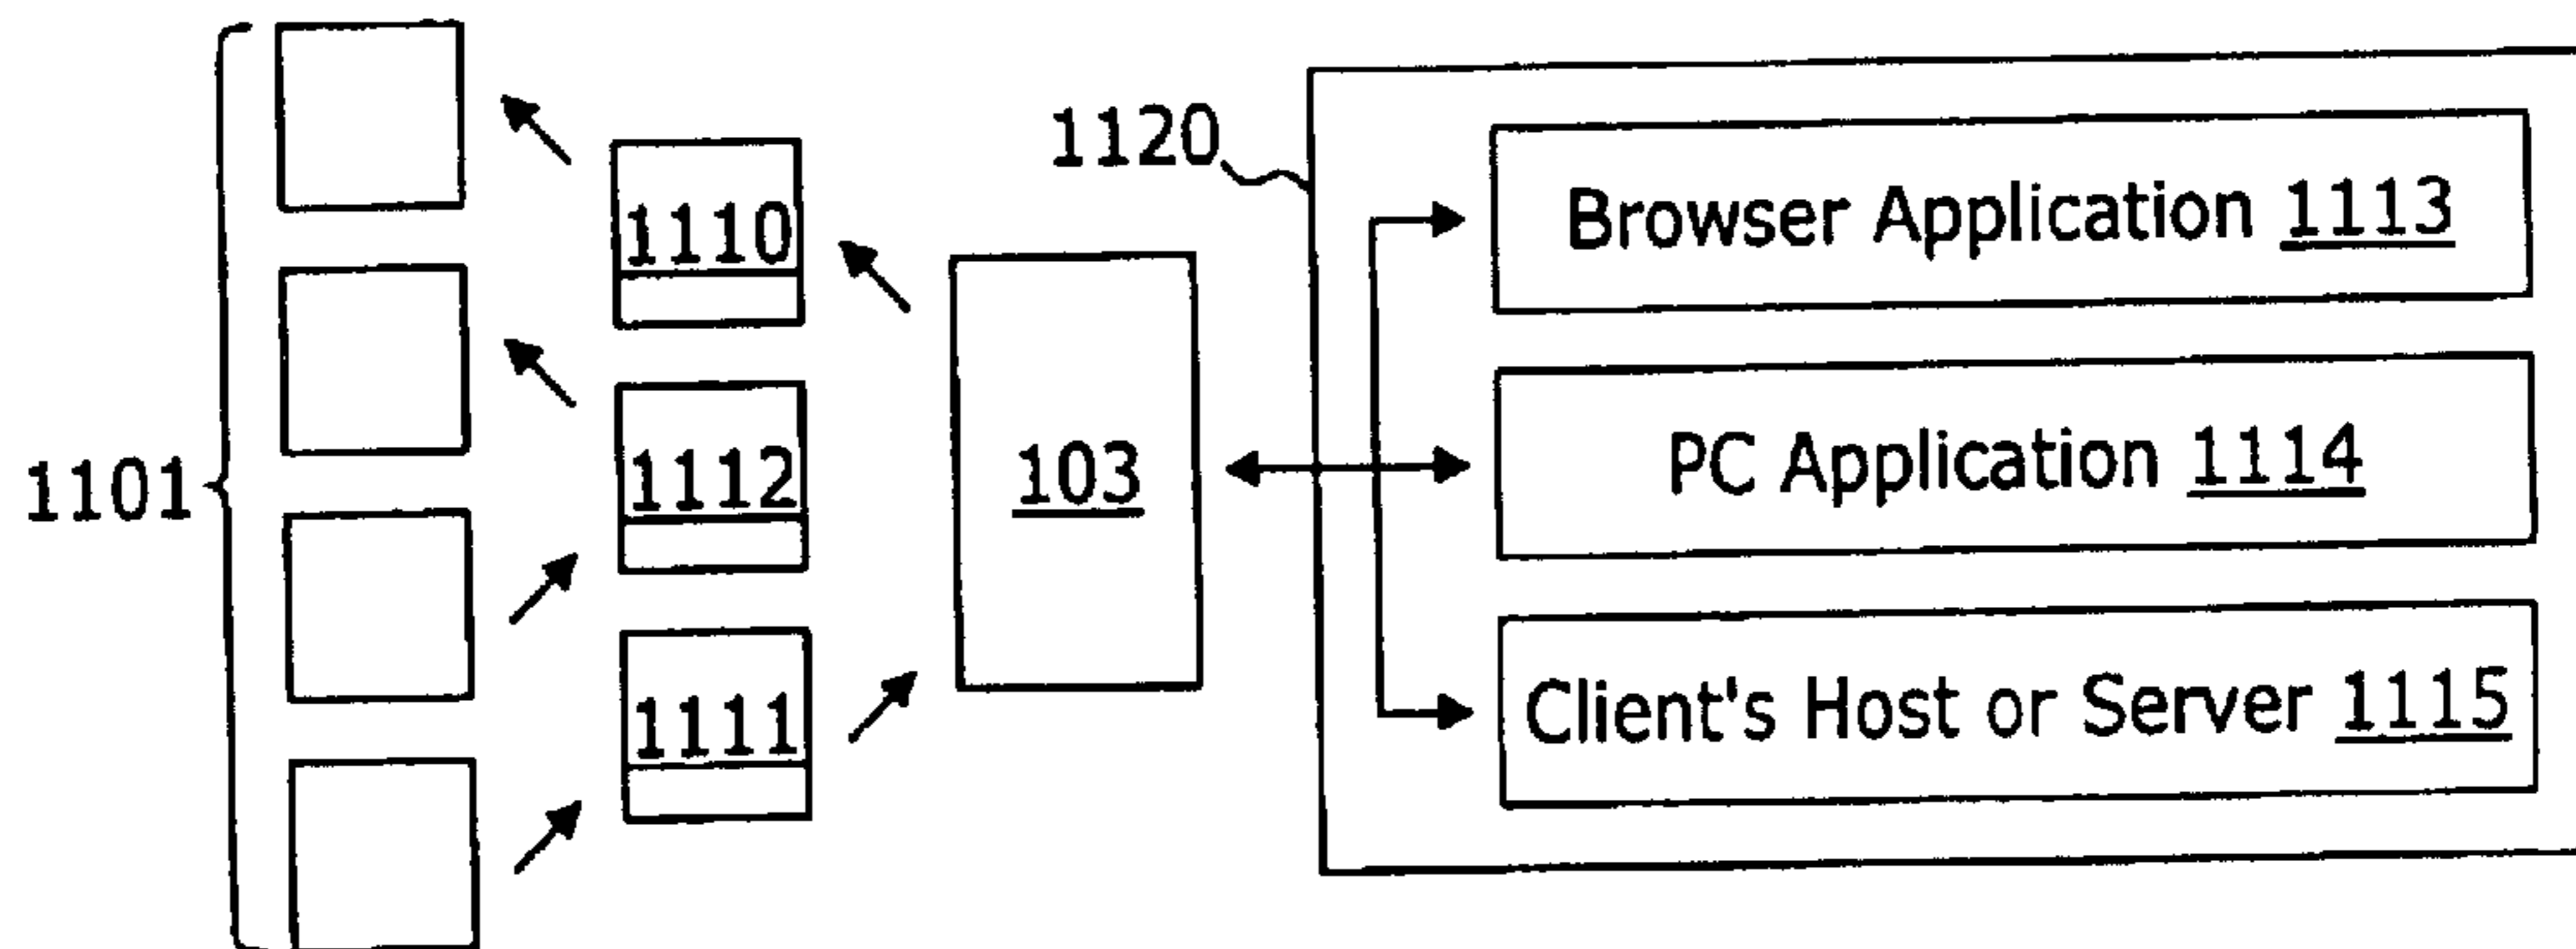 1120
Browser Application 1113
1110
1101
1112
103
PC Application 1114
1111
Client's Host or Server 1115